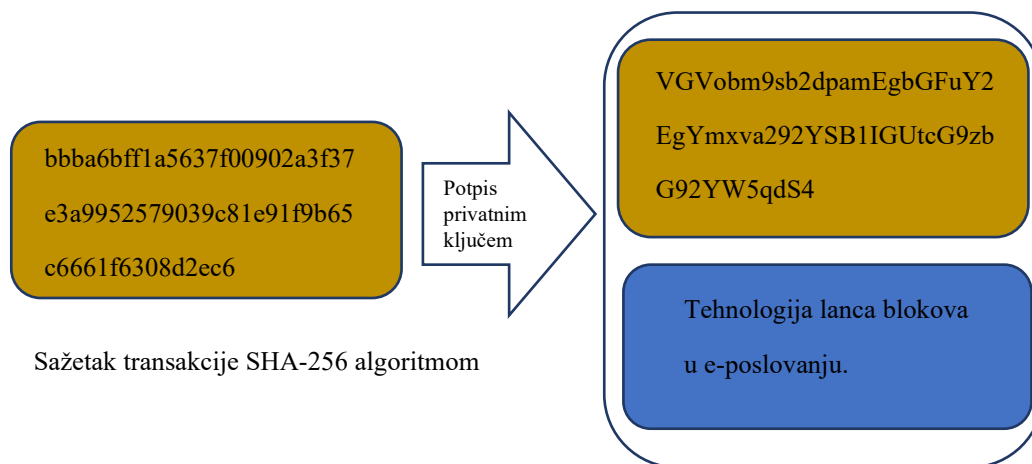 bbba6bff1a5637f00902a3f37
e3a9952579039c81e91f9b65
c6661f6308d2ec6
Sažetak transakcije SHA-256 algoritmom
Potpis
privatnim
ključem
VGVobm9sb2dpamEgbGFuY2
EgYmxva292YSB1IGUtcG9zb
G92YW5qdS4
Tehnologija lanca blokova
u e-poslovanju.